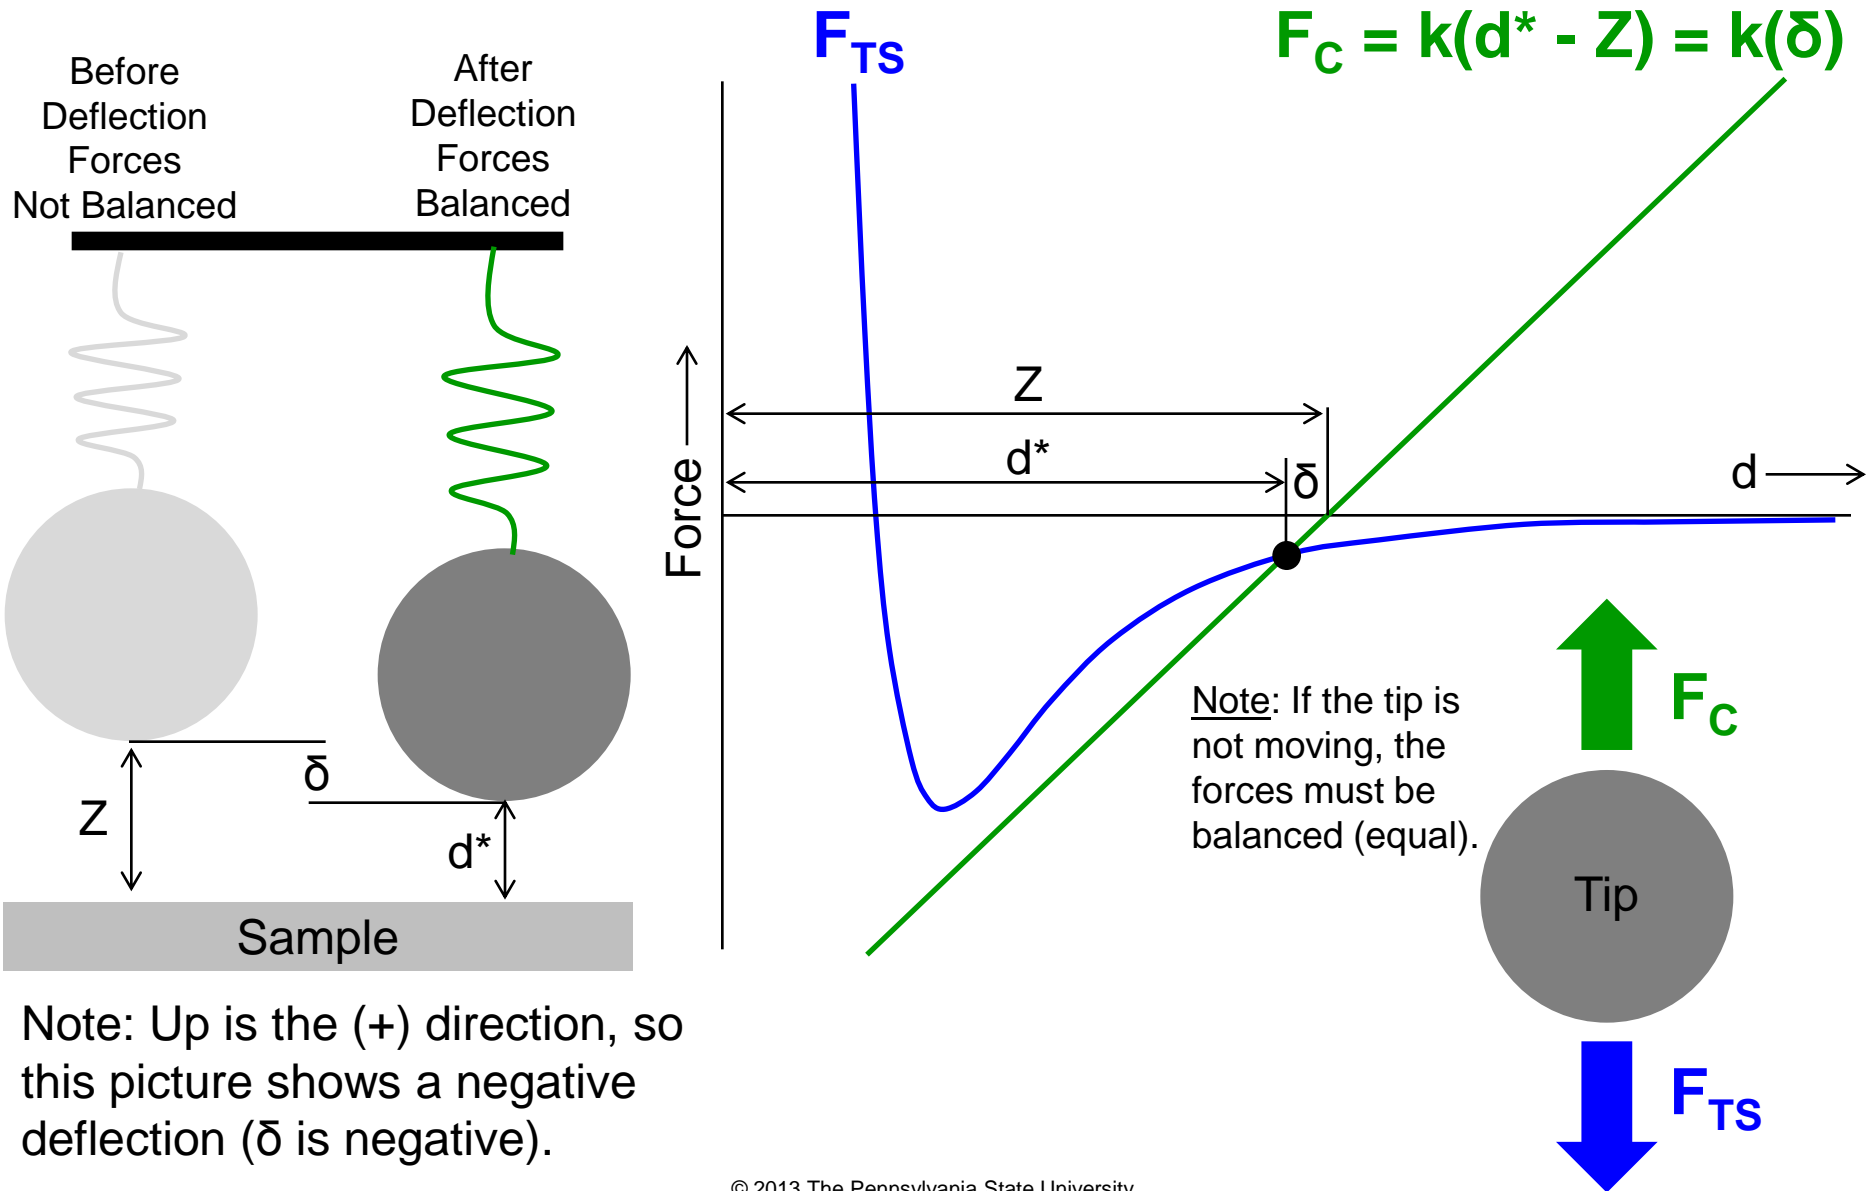 Before
Deflection
Forces
Not Balanced
After
Deflection
Forces
Balanced
δ
Z
d*
Sample
Note: Up is the (+) direction, so
this picture shows a negative
deflection (δ is negative).
F_TS
F_C = k(d* - Z) = k(δ)
Force
Z
d*
δ
d
Note: If the tip is
not moving, the
forces must be
balanced (equal).
F_C
Tip
F_TS
© 2013 The Pennsylvania State University